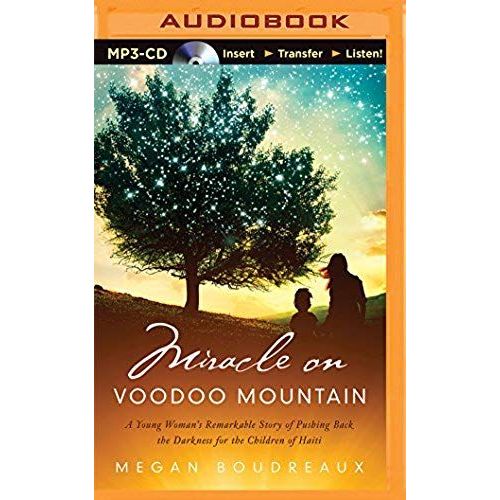 AUDIOBOOK
MP3-CD Insert ► Transfer ► Listen!
Miracle on
VOODOO MOUNTAIN
A Young Woman's Remarkable Story of Pushing Back
the Darkness for the Children of Haiti
MEGAN BOUDREAUX